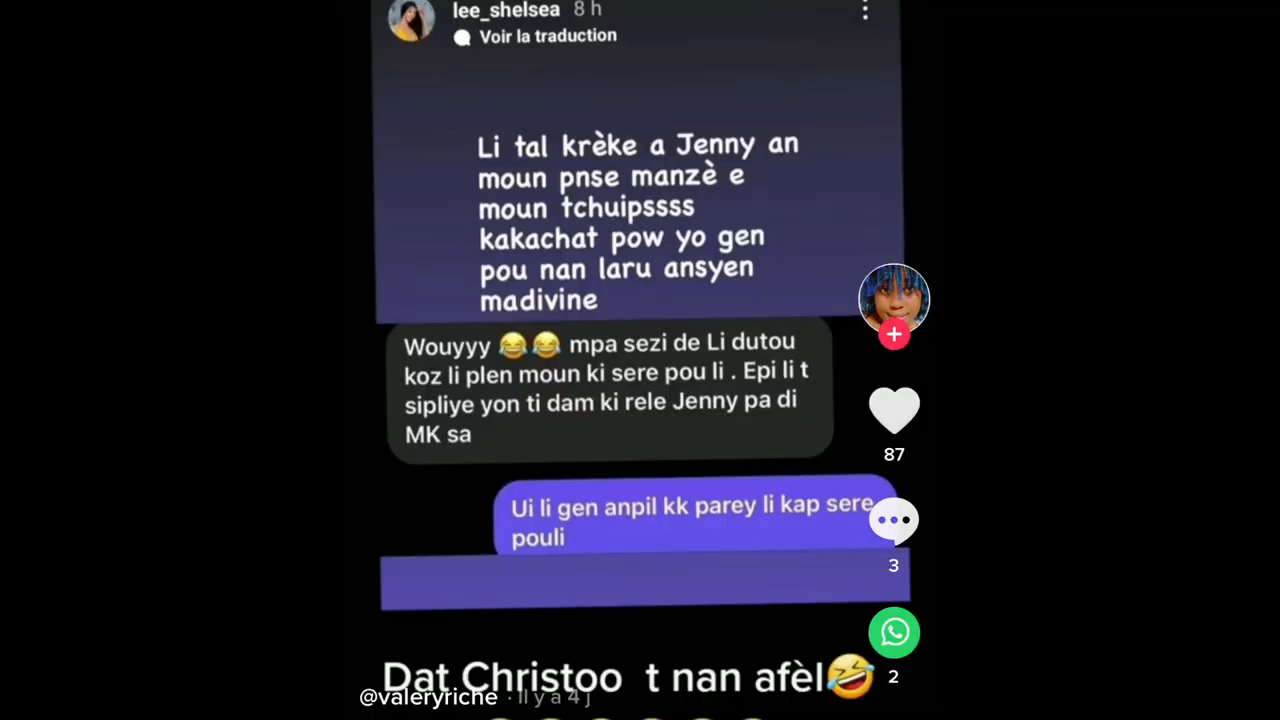 lee_shelsea 8 h
Voir la traduction
Li tal krèke a Jenny an
moun pnse manzè e
moun tchuipssss
kakachat pow yo gen
pou nan laru ansyen
madivine
Wouyyy 😂😂 mpa sezi de Li dutou
koz li plen moun ki sere pou li . Epi li t
sipliye yon ti dam ki rele Jenny pa di
MK sa
Ui li gen anpil kk parey li kap sere
pouli
87
3
2
Dat Christoo t nan afèl🤣
@valeryriche · Il y a 4 j